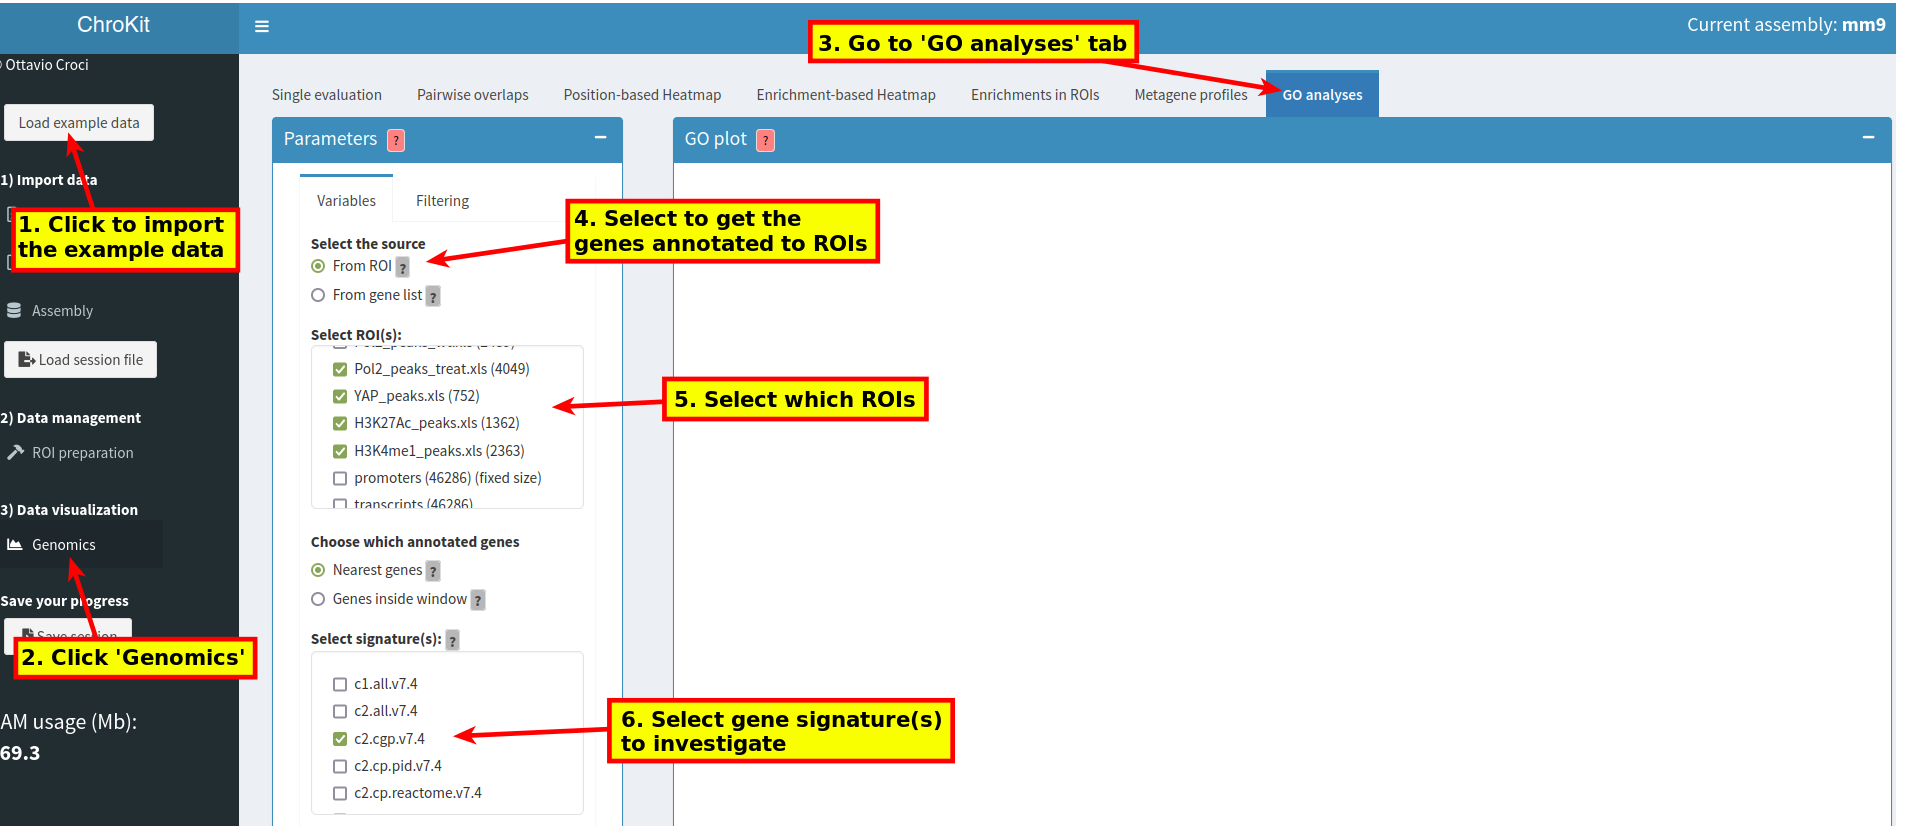 ChroKit
Current assembly: mm9
3. Go to 'GO analyses' tab
Ottavio Croci
Single evaluation
Pairwise overlaps
Position-based Heatmap
Enrichment-based Heatmap
Enrichments in ROIs
Metagene profiles
GO analyses
Load example data
1) Import data
1. Click to import
the example data
Assembly
Load session file
2) Data management
ROI preparation
3) Data visualization
Genomics
Save your progress
Save session
2. Click 'Genomics'
AM usage (Mb):
69.3
Parameters ?
Variables
Filtering
Select the source
From ROI ?
From gene list ?
4. Select to get the
genes annotated to ROIs
Select ROI(s):
Pol2_peaks_treat.xls (4049)
YAP_peaks.xls (752)
H3K27Ac_peaks.xls (1362)
H3K4me1_peaks.xls (2363)
promoters (46286) (fixed size)
transcripts (46286)
5. Select which ROIs
Choose which annotated genes
Nearest genes ?
Genes inside window ?
Select signature(s): ?
c1.all.v7.4
c2.all.v7.4
c2.cgp.v7.4
c2.cp.pid.v7.4
c2.cp.reactome.v7.4
6. Select gene signature(s)
to investigate
GO plot ?